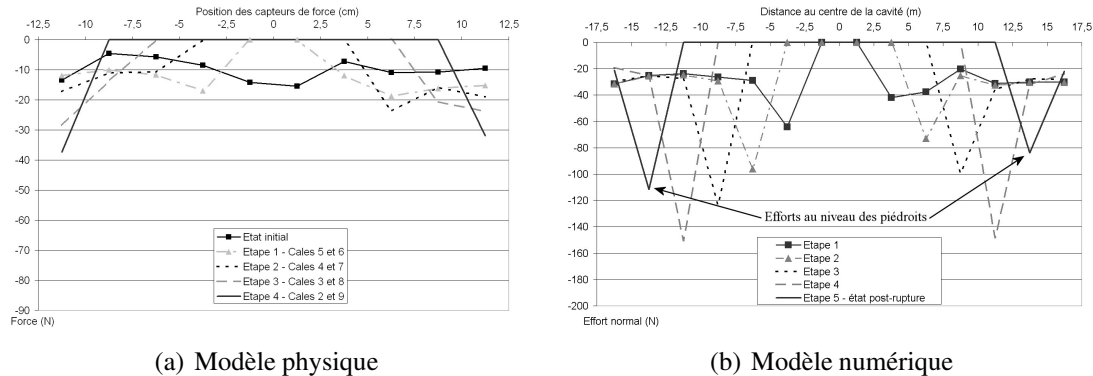 Position des capteurs de force (cm)
-12,5 -10 -7,5 -5 -2,5 0 2,5 5 7,5 10 12,5
0
-10
-20
-30
-40
-50
-60
-70
-80
-90
Etat initial
Etape 1 - Cales 5 et 6
Etape 2 - Cales 4 et 7
Etape 3 - Cales 3 et 8
Etape 4 - Cales 2 et 9
Force (N)
(a) Modèle physique
Distance au centre de la cavité (m)
-17,5 -15 -12,5 -10 -7,5 -5 -2,5 0 2,5 5 7,5 10 12,5 15 17,5
0
-20
-40
-60
-80
-100
-120
-140
-160
-180
-200
Efforts au niveau des piédroits
Etape 1
Etape 2
Etape 3
Etape 4
Etape 5 - état post-rupture
Effort normal (N)
(b) Modèle numérique